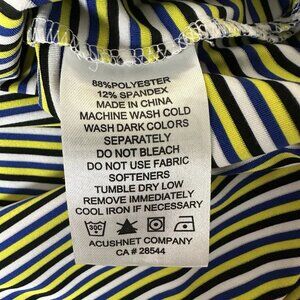 88%POLYESTER
12% SPANDEX
MADE IN CHINA
MACHINE WASH COLD
WASH DARK COLORS
SEPARATELY
DO NOT BLEACH
DO NOT USE FABRIC
SOFTENERS
TUMBLE DRY LOW
REMOVE IMMEDIATELY
COOL IRON IF NECESSARY
30C
ACUSHNET COMPANY
CA # 28544